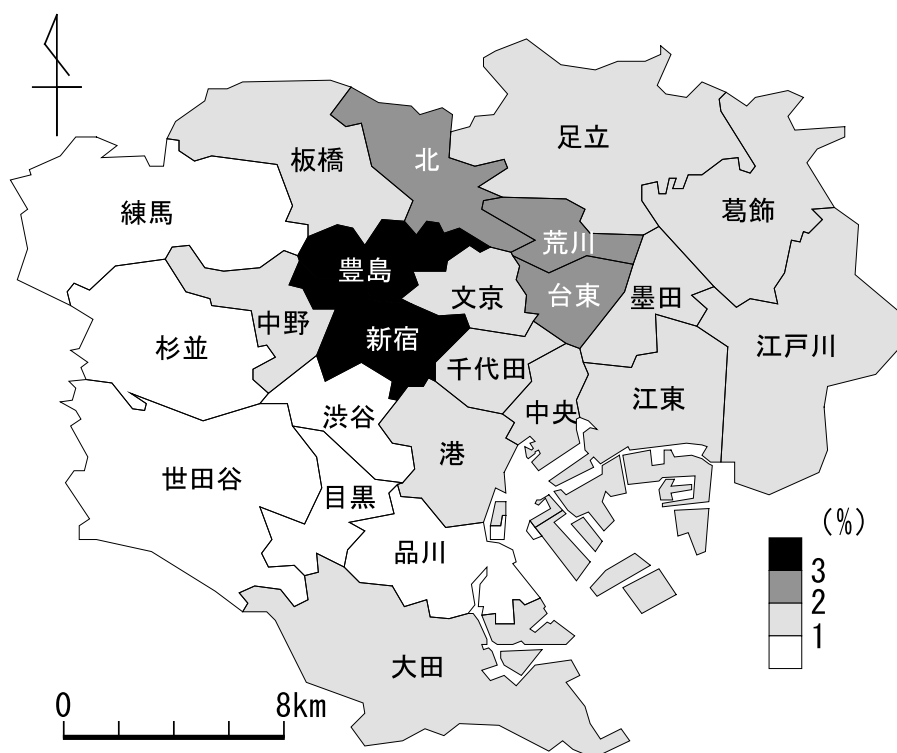 足立
板橋
北
練馬
葛飾
荒川
豊島
文京
台東
墨田
中野
新宿
杉並
千代田
江戸川
渋谷
中央
江東
港
世田谷
目黒
品川
大田
(%)
3
2
1
0
8km